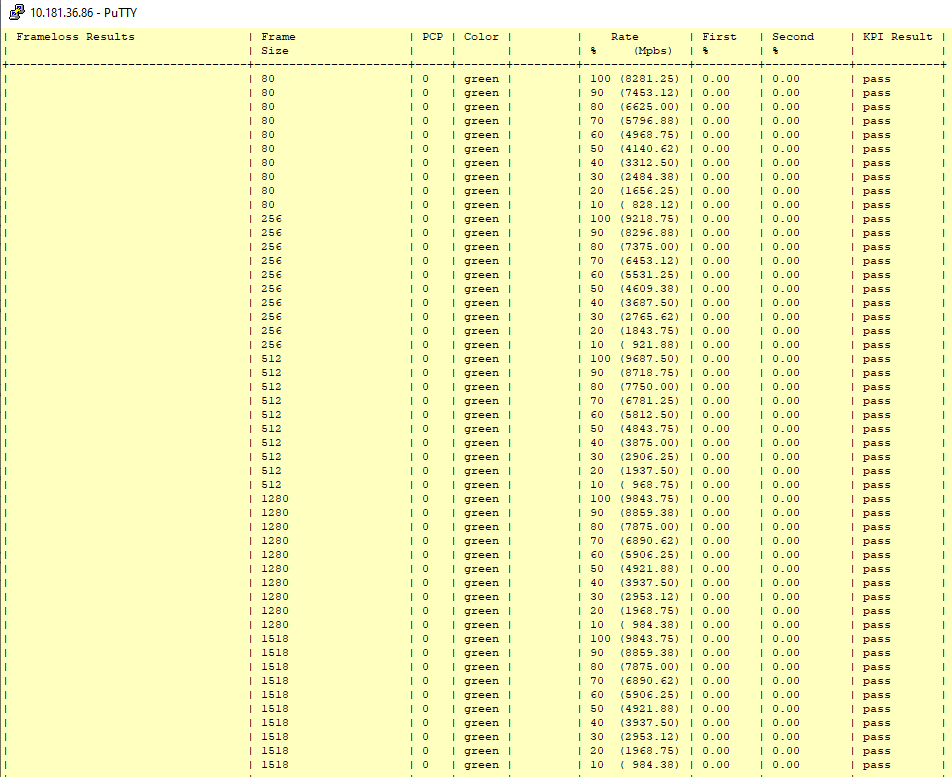 10.181.36.86 - PuTTY
| Frameless Results | Frame | PCP | Color | | Rate | First | Second | KPI Result |
| | Size | | | | % (Mpbs) | % | % | |
| | 80 | 0 | green | | 100 (8281.25) | 0.00 | 0.00 | pass
| | 80 | 0 | green | | 90 (7453.12) | 0.00 | 0.00 | pass
| | 80 | 0 | green | | 80 (6625.00) | 0.00 | 0.00 | pass
| | 80 | 0 | green | | 70 (5796.88) | 0.00 | 0.00 | pass
| | 80 | 0 | green | | 60 (4968.75) | 0.00 | 0.00 | pass
| | 80 | 0 | green | | 50 (4140.62) | 0.00 | 0.00 | pass
| | 80 | 0 | green | | 40 (3312.50) | 0.00 | 0.00 | pass
| | 80 | 0 | green | | 30 (2484.38) | 0.00 | 0.00 | pass
| | 80 | 0 | green | | 20 (1656.25) | 0.00 | 0.00 | pass
| | 80 | 0 | green | | 10 ( 828.12) | 0.00 | 0.00 | pass
| | 256 | 0 | green | | 100 (9218.75) | 0.00 | 0.00 | pass
| | 256 | 0 | green | | 90 (8296.88) | 0.00 | 0.00 | pass
| | 256 | 0 | green | | 80 (7375.00) | 0.00 | 0.00 | pass
| | 256 | 0 | green | | 70 (6453.12) | 0.00 | 0.00 | pass
| | 256 | 0 | green | | 60 (5531.25) | 0.00 | 0.00 | pass
| | 256 | 0 | green | | 50 (4609.38) | 0.00 | 0.00 | pass
| | 256 | 0 | green | | 40 (3687.50) | 0.00 | 0.00 | pass
| | 256 | 0 | green | | 30 (2765.62) | 0.00 | 0.00 | pass
| | 256 | 0 | green | | 20 (1843.75) | 0.00 | 0.00 | pass
| | 256 | 0 | green | | 10 ( 921.88) | 0.00 | 0.00 | pass
| | 512 | 0 | green | | 100 (9687.50) | 0.00 | 0.00 | pass
| | 512 | 0 | green | | 90 (8718.75) | 0.00 | 0.00 | pass
| | 512 | 0 | green | | 80 (7750.00) | 0.00 | 0.00 | pass
| | 512 | 0 | green | | 70 (6781.25) | 0.00 | 0.00 | pass
| | 512 | 0 | green | | 60 (5812.50) | 0.00 | 0.00 | pass
| | 512 | 0 | green | | 50 (4843.75) | 0.00 | 0.00 | pass
| | 512 | 0 | green | | 40 (3875.00) | 0.00 | 0.00 | pass
| | 512 | 0 | green | | 30 (2906.25) | 0.00 | 0.00 | pass
| | 512 | 0 | green | | 20 (1937.50) | 0.00 | 0.00 | pass
| | 512 | 0 | green | | 10 ( 968.75) | 0.00 | 0.00 | pass
| | 1280 | 0 | green | | 100 (9843.75) | 0.00 | 0.00 | pass
| | 1280 | 0 | green | | 90 (8859.38) | 0.00 | 0.00 | pass
| | 1280 | 0 | green | | 80 (7875.00) | 0.00 | 0.00 | pass
| | 1280 | 0 | green | | 70 (6890.62) | 0.00 | 0.00 | pass
| | 1280 | 0 | green | | 60 (5906.25) | 0.00 | 0.00 | pass
| | 1280 | 0 | green | | 50 (4921.88) | 0.00 | 0.00 | pass
| | 1280 | 0 | green | | 40 (3937.50) | 0.00 | 0.00 | pass
| | 1280 | 0 | green | | 30 (2953.12) | 0.00 | 0.00 | pass
| | 1280 | 0 | green | | 20 (1968.75) | 0.00 | 0.00 | pass
| | 1280 | 0 | green | | 10 ( 984.38) | 0.00 | 0.00 | pass
| | 1518 | 0 | green | | 100 (9843.75) | 0.00 | 0.00 | pass
| | 1518 | 0 | green | | 90 (8859.38) | 0.00 | 0.00 | pass
| | 1518 | 0 | green | | 80 (7875.00) | 0.00 | 0.00 | pass
| | 1518 | 0 | green | | 70 (6890.62) | 0.00 | 0.00 | pass
| | 1518 | 0 | green | | 60 (5906.25) | 0.00 | 0.00 | pass
| | 1518 | 0 | green | | 50 (4921.88) | 0.00 | 0.00 | pass
| | 1518 | 0 | green | | 40 (3937.50) | 0.00 | 0.00 | pass
| | 1518 | 0 | green | | 30 (2953.12) | 0.00 | 0.00 | pass
| | 1518 | 0 | green | | 20 (1968.75) | 0.00 | 0.00 | pass
| | 1518 | 0 | green | | 10 ( 984.38) | 0.00 | 0.00 | pass